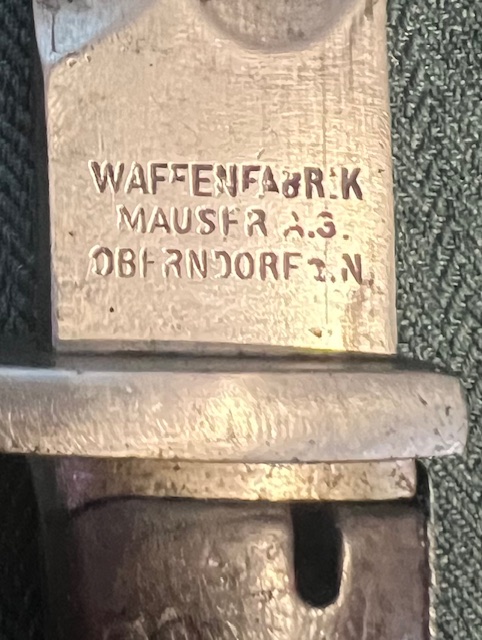 WAFFENFABRIK
MAUSER A.G.
OBERNDORF a.N.